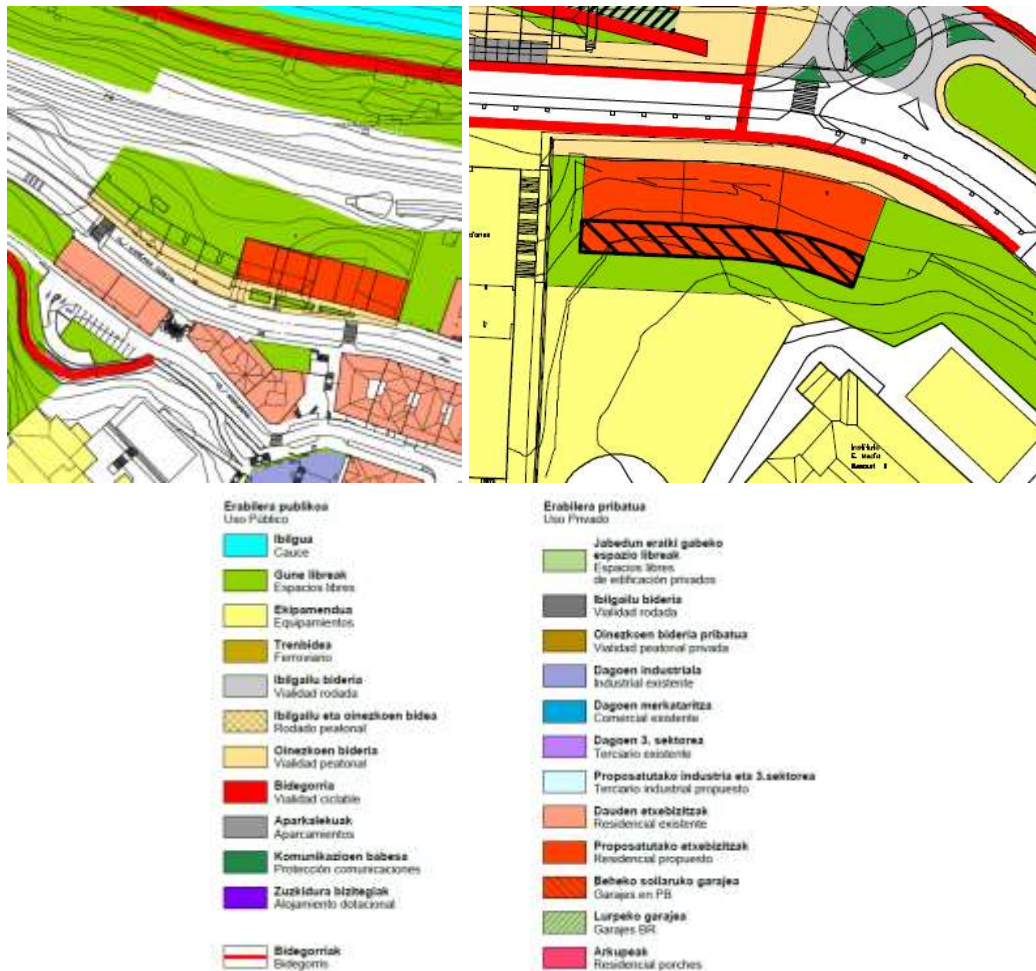 Instituto
Erabilera publikoa
Uso Público
Ibilgua
Cauce
Gune libreak
Espacios libres
Ekipamendua
Equipamientos
Trenbidea
Ferroviario
Ibilgailu bideria
Vialidad rodada
Ibilgailu eta oinezkoen bidea
Rodado peatonal
Oinezkoen bideria
Vialidad peatonal
Bidegorria
Vialidad ciclable
Aparkalekuak
Aparcamientos
Komunikazioen babesa
Protección comunicaciones
Zuzkidura bizitegiak
Alojamiento dotacional
Bidegorriak
Bidegorris
Erabilera pribatua
Uso Privado
Jabedun eraiki gabeko
espazio libreak
Espacios libres
de edificación privados
Ibilgailu bideria
Vialidad rodada
Oinezkoen bideria pribatua
Vialidad peatonal privada
Dagoen industriala
Industrial existente
Dagoen merkataritza
Comercial existente
Dagoen 3. sektorea
Terciario existente
Proposatutako industria eta 3.sektorea
Terciario industrial propuesto
Dauden etxebizitzak
Residencial existente
Proposatutako etxebizitzak
Residencial propuesto
Beheko soilaruko garajea
Garajes en PB
Lurpeko garajea
Garajes BR
Arkupeak
Residencial porches